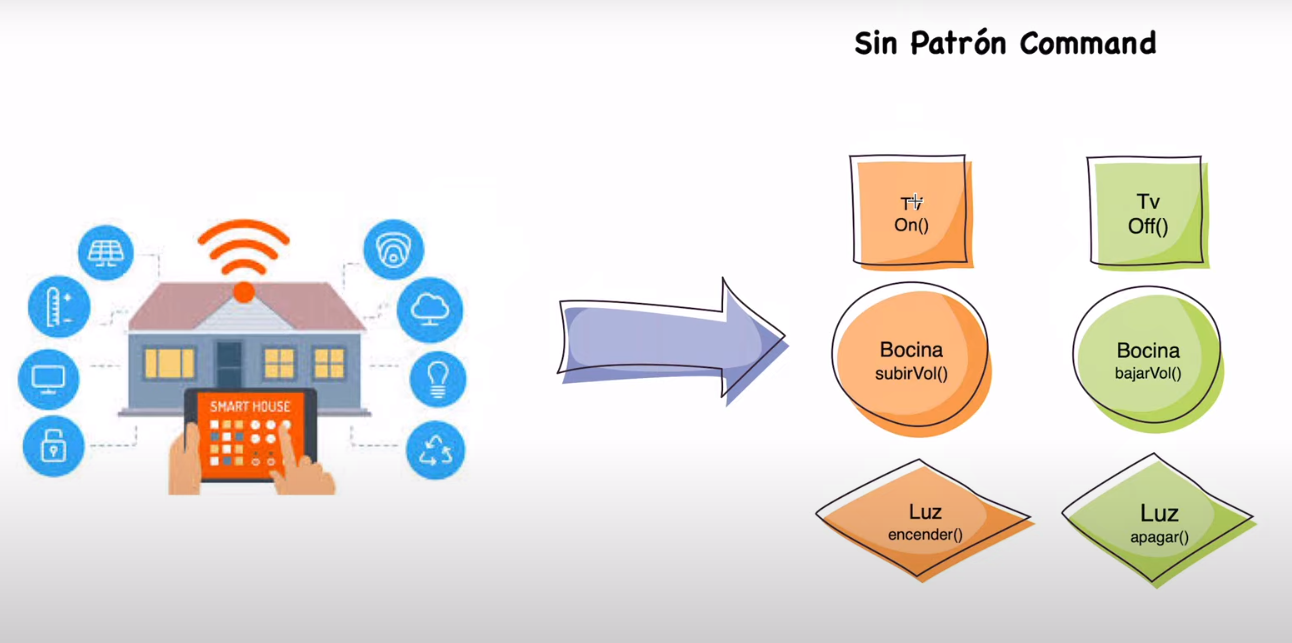 Sin Patrón Command
SMART HOUSE
Tv
On()
Tv
Off()
Bocina
subirVol()
Bocina
bajarVol()
Luz
encender()
Luz
apagar()